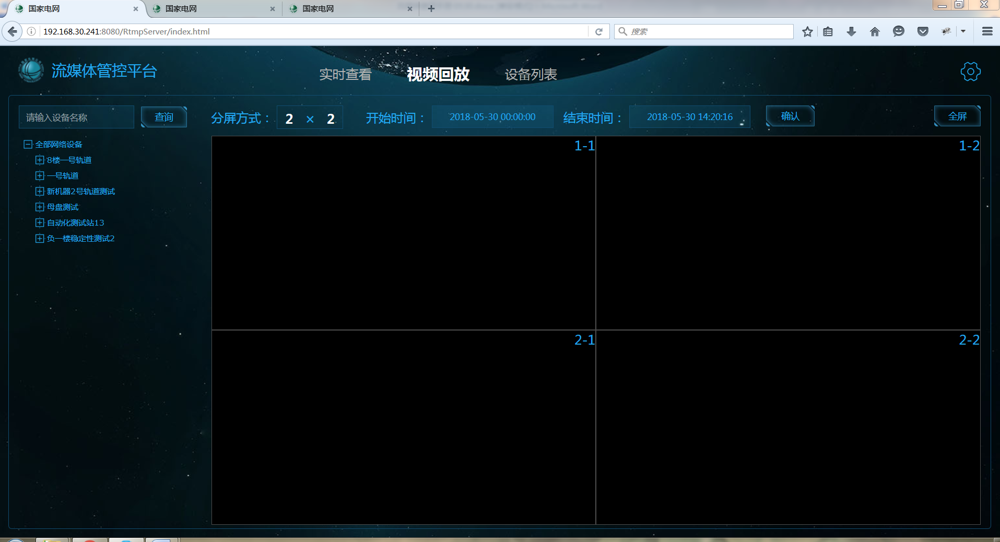 国家电网
国家电网
国家电网
192.168.30.241:8080/RtmpServer/index.html
搜索
流媒体管控平台
实时查看
视频回放
设备列表
请输入设备名称
查询
分屏方式：
2 × 2
开始时间：
2018-05-30 00:00:00
结束时间：
2018-05-30 14:20:16
确认
全屏
全部网络设备
8楼一号轨道
一号轨道
新机器2号轨道测试
母盘测试
自动化测试站13
负一楼稳定性测试2
1-1
1-2
2-1
2-2